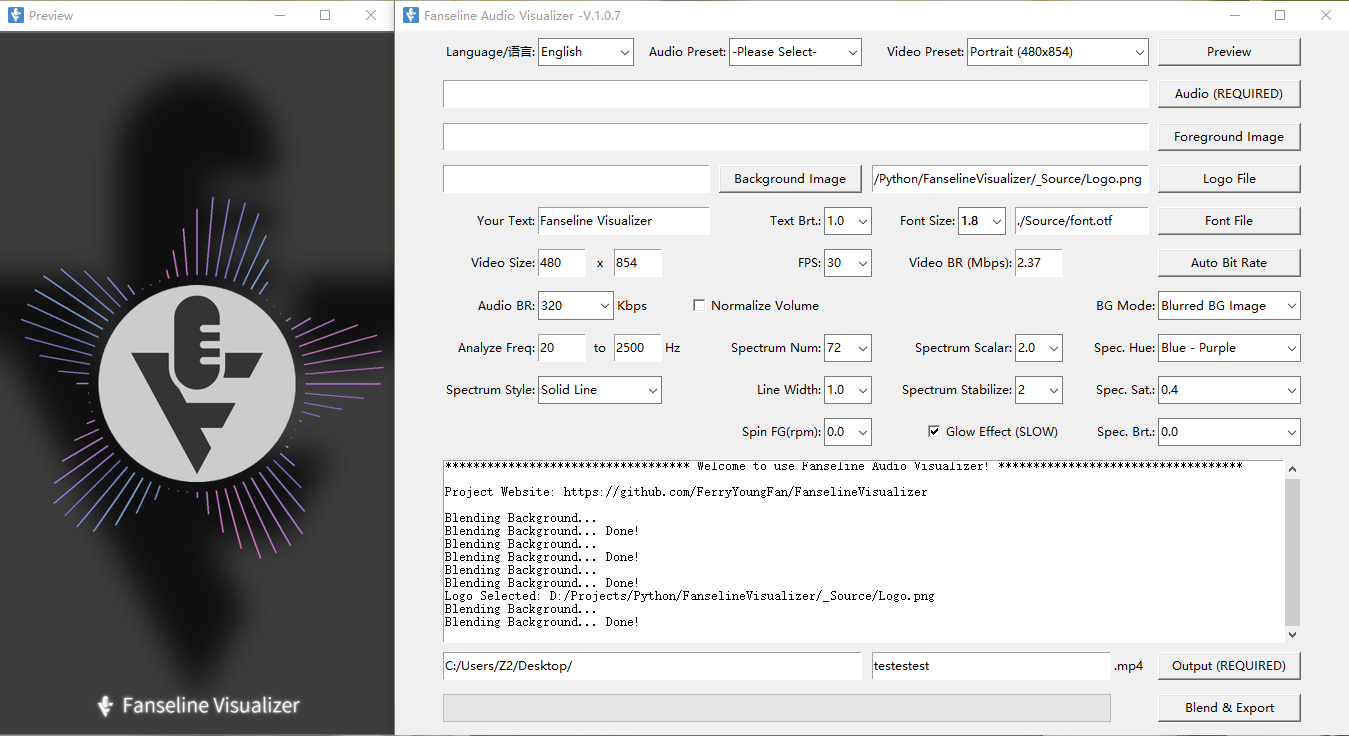 Preview
Fanseline Visualizer
Fanseline Audio Visualizer -V.1.0.7
Language/语言: English Audio Preset: -Please Select- Video Preset: Portrait (480x854) Preview
Audio (REQUIRED)
Foreground Image
Background Image /Python/FanselineVisualizer/_Source/Logo.png Logo File
Your Text: Fanseline Visualizer Text Brt.: 1.0 Font Size: 1.8 ./Source/font.otf Font File
Video Size: 480 x 854 FPS: 30 Video BR (Mbps): 2.37 Auto Bit Rate
Audio BR: 320 Kbps Normalize Volume BG Mode: Blurred BG Image
Analyze Freq: 20 to 2500 Hz Spectrum Num: 72 Spectrum Scalar: 2.0 Spec. Hue: Blue - Purple
Spectrum Style: Solid Line Line Width: 1.0 Spectrum Stabilize: 2 Spec. Sat.: 0.4
Spin FG(rpm): 0.0 Glow Effect (SLOW) Spec. Brt.: 0.0
*********************************** Welcome to use Fanseline Audio Visualizer! ***********************************
Project Website: https://github.com/FerryYoungFan/FanselineVisualizer
Blending Background...
Blending Background... Done!
Blending Background...
Blending Background... Done!
Blending Background...
Blending Background... Done!
Logo Selected: D:/Projects/Python/FanselineVisualizer/_Source/Logo.png
Blending Background...
Blending Background... Done!
C:/Users/Z2/Desktop/ testestest .mp4 Output (REQUIRED)
Blend & Export